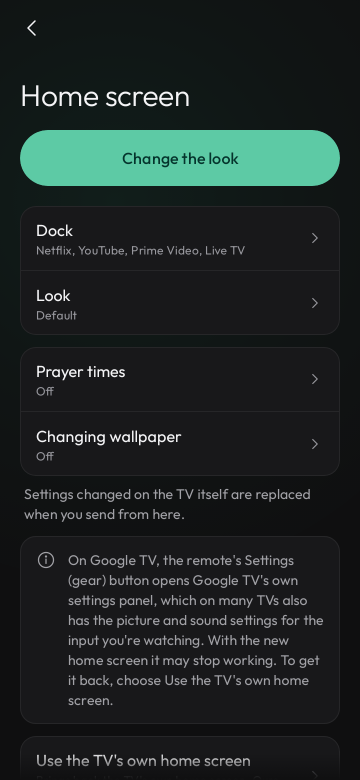 Home screen
Change the look
Dock
Netflix, YouTube, Prime Video, Live TV
Look
Default
Prayer times
Off
Changing wallpaper
Off
Settings changed on the TV itself are replaced
when you send from here.
On Google TV, the remote's Settings
(gear) button opens Google TV's own
settings panel, which on many TVs also
has the picture and sound settings for the
input you're watching. With the new
home screen it may stop working. To get
it back, choose Use the TV's own home
screen.
Use the TV's own home screen